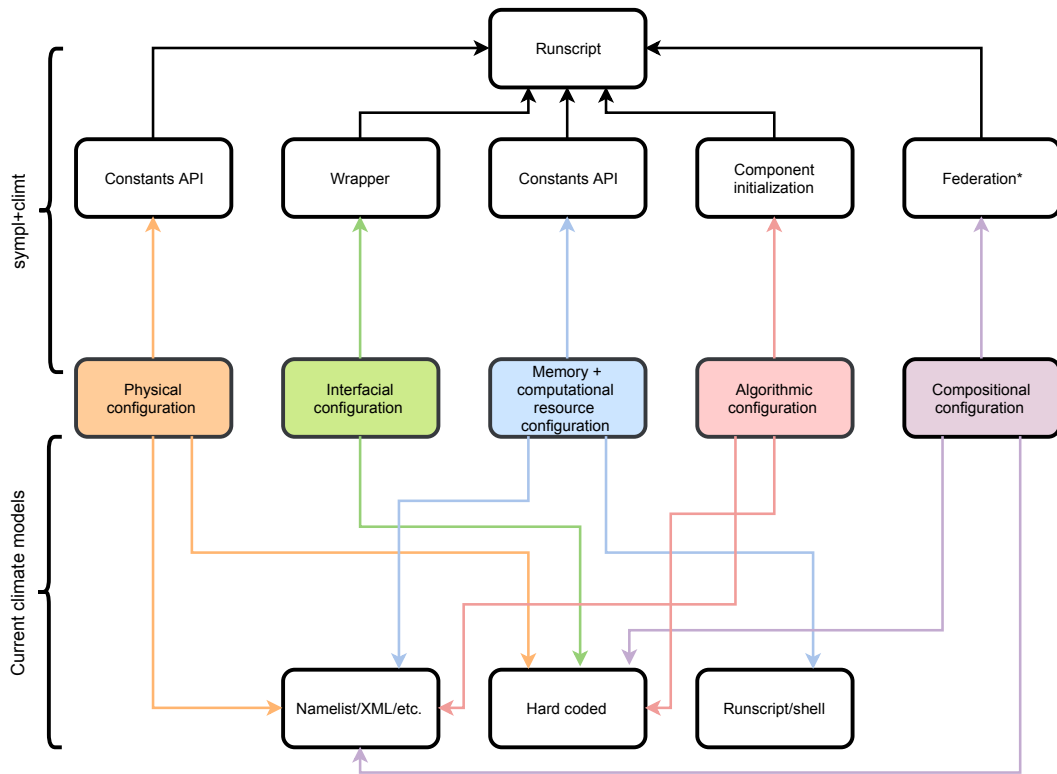 Runscript
sympl+climt
Constants API
Wrapper
Constants API
Component
initialization
Federation*
Physical
configuration
Interfacial
configuration
Memory +
computational
resource
configuration
Algorithmic
configuration
Compositional
configuration
Current climate models
Namelist/XML/etc.
Hard coded
Runscript/shell